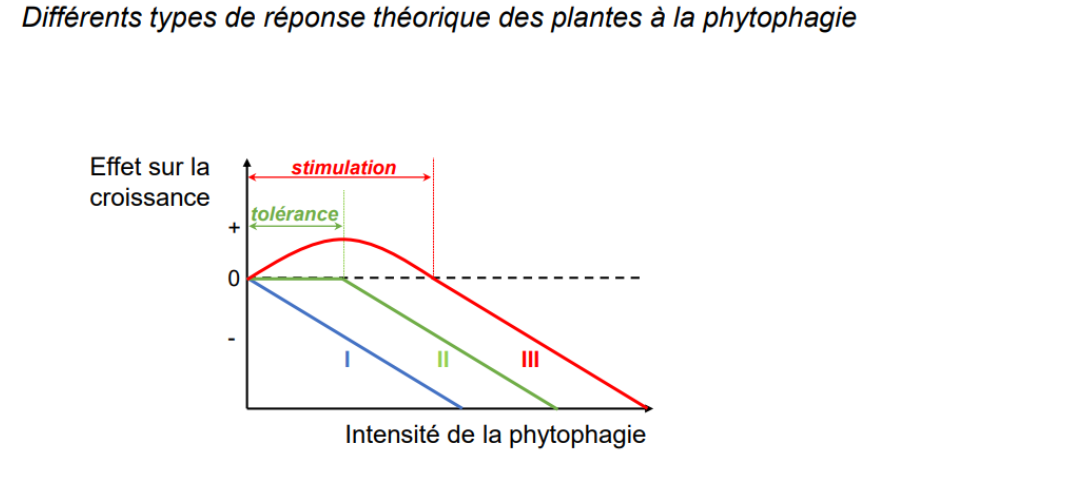 Différents types de réponse théorique des plantes à la phytophagie
Effet sur la
croissance
stimulation
tolérance
+
0
-
I
II
III
Intensité de la phytophagie